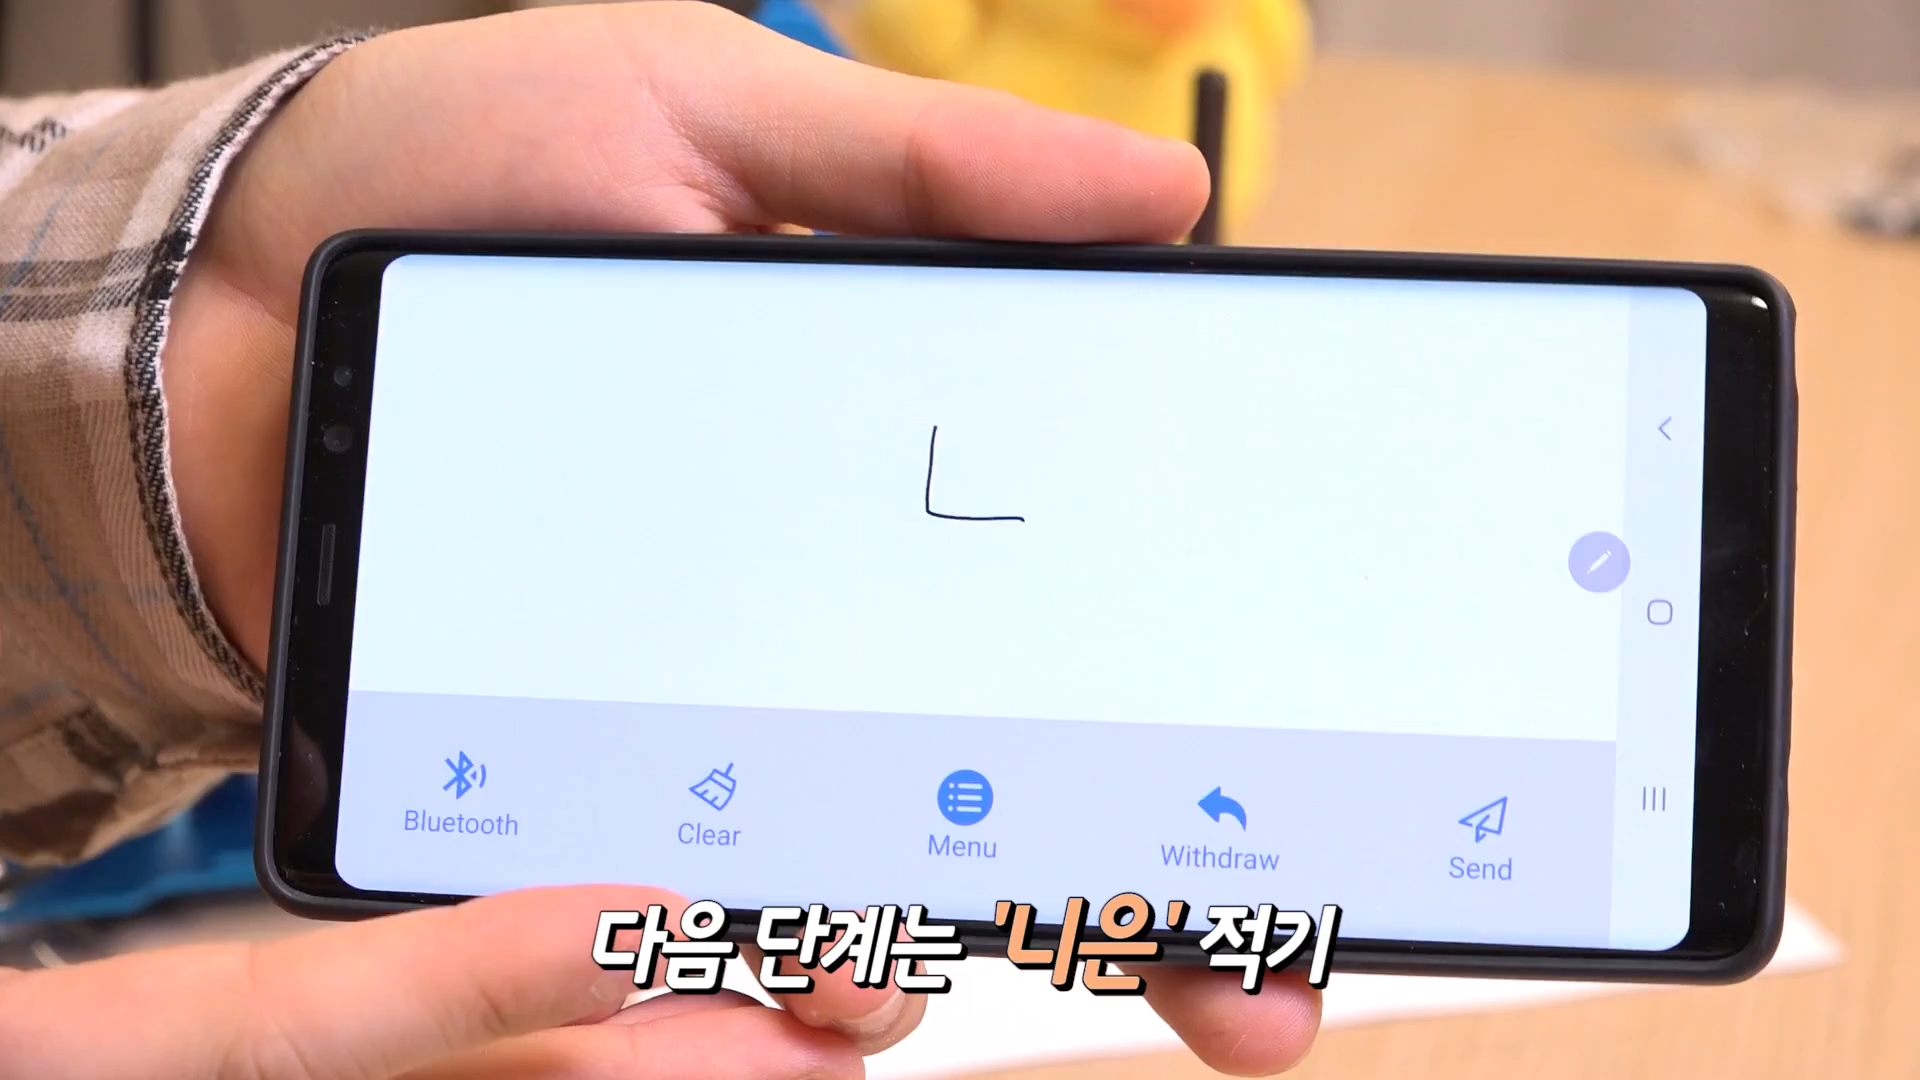 ㄴ
Bluetooth
Clear
Menu
Withdraw
Send
다음 단계는 '니은' 적기